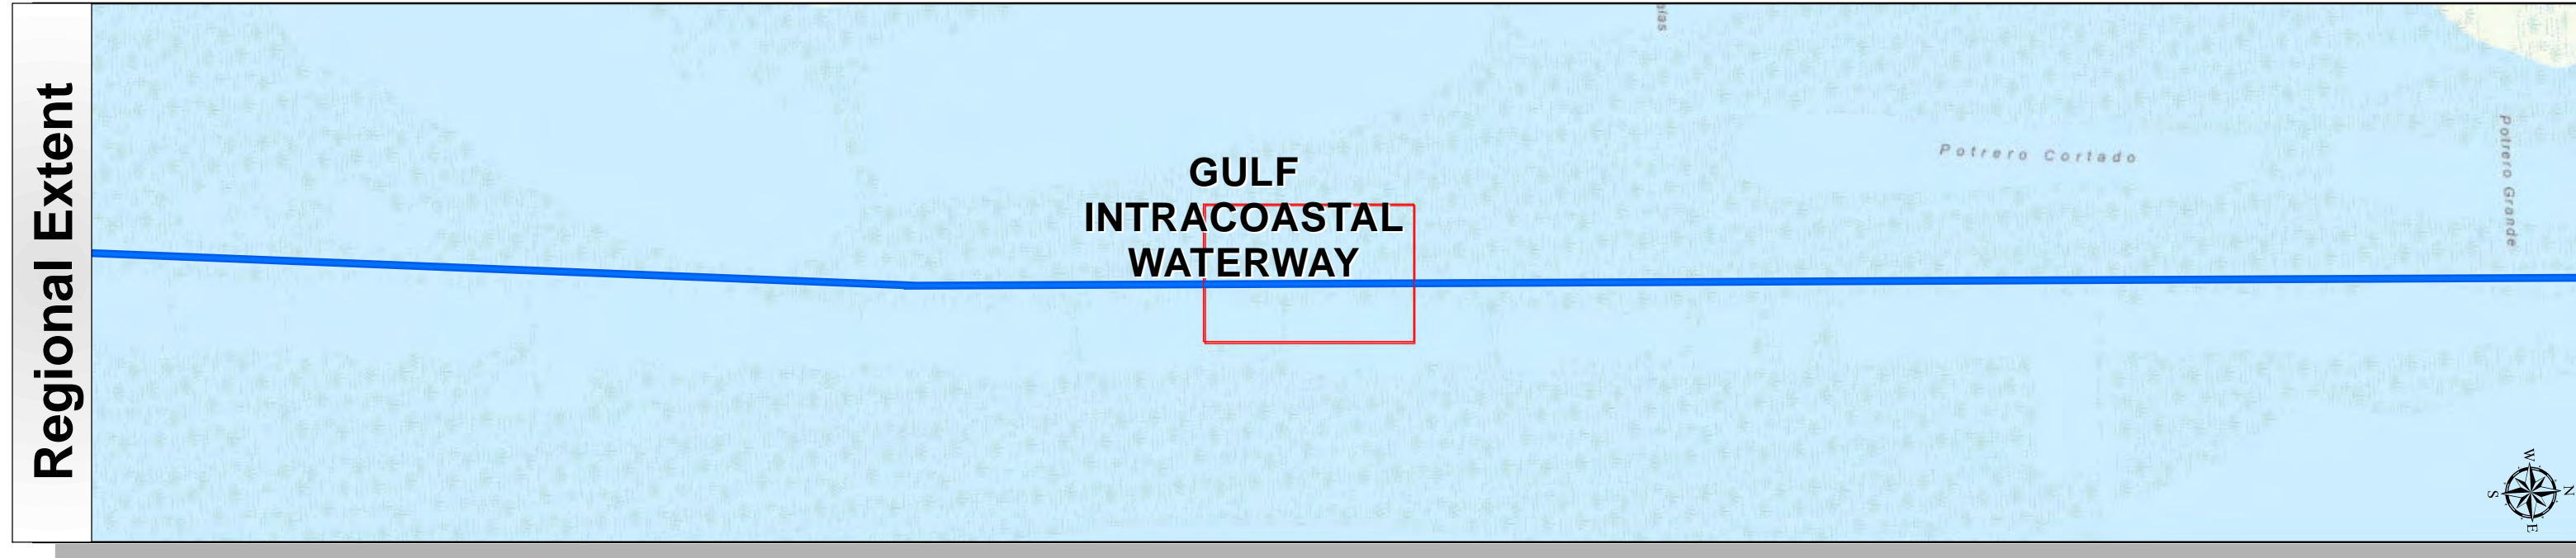 Regional Extent
GULF
INTRACOASTAL
WATERWAY
Potrero Cortado
Potrero Grande
W
N
S
E